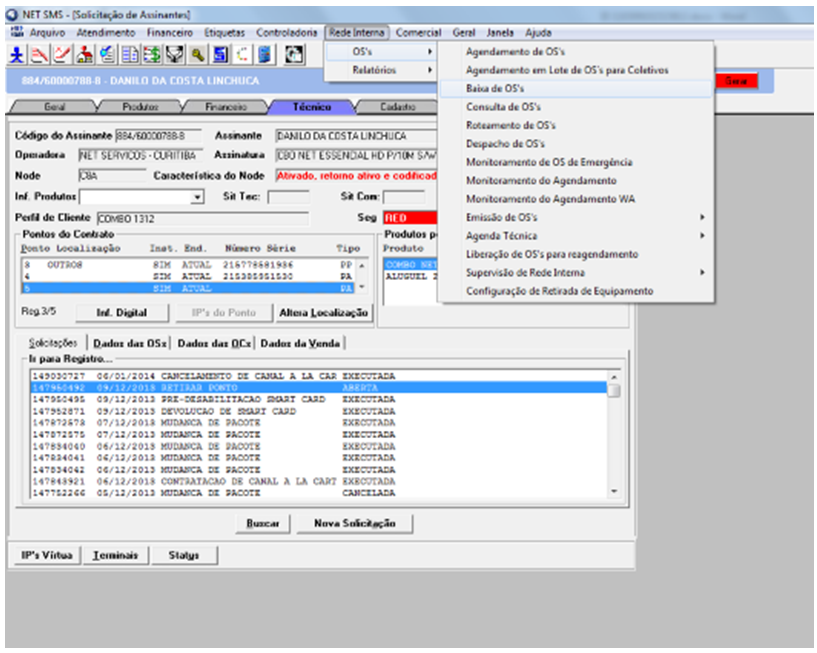 NET SMS - [Solicitação de Assinantes]
Arquivo Atendimento Financeiro Etiquetas Controladoria Rede Interna Comercial Geral Janela Ajuda
OS's
Relatórios
Agendamento de OS's
Agendamento em Lote de OS's para Coletivos
Baixa de OS's
Consulta de OS's
Roteamento de OS's
Despacho de OS's
Monitoramento de OS de Emergência
Monitoramento do Agendamento
Monitoramento do Agendamento WA
Emissão de OS's
Agenda Técnica
Liberação de OS's para reagendamento
Supervisão de Rede Interna
Configuração de Retirada de Equipamento
884/60000788-8 - DANILO DA COSTA LINCHUCA
Geral Produtos Financeiro Técnico Cadastro
Código do Assinante 884/60000788-8 Assinante DANILO DA COSTA LINCHUCA
Operadora NET SERVICOS - CURITIBA Assinatura CBO NET ESSENCIAL HD P/10M S/W
Node CBA Característica do Node Ativado, retorno ativo e codificad
Inf. Produtos Sit Tec: Sit Com:
Perfil de Cliente COMBO 1312 Seg RED
Pontos do Contrato Produtos p
Ponto Localização Inst. End. Número Série Tipo Produto
3 OUTROS SIM ATUAL 216778681936 PP COMBO NET
4 SIM ATUAL 215385951530 PA ALUGUEL
5 SIM ATUAL PA
Reg.3/5 Inf. Digital IP's do Ponto Altera Localização
Solicitações Dados das OSs Dados das QCs Dados da Venda
Ir para Registro...
149030727 06/01/2014 CANCELAMENTO DE CANAL A LA CAR EXECUTADA
147950492 09/12/2013 RETIRAR PONTO ABERTA
147950495 09/12/2013 PRE-DESABILITACAO SMART CARD EXECUTADA
147952871 09/12/2013 DEVOLUCAO DE SMART CARD EXECUTADA
147872573 07/12/2013 MUDANCA DE PACOTE EXECUTADA
147872575 07/12/2013 MUDANCA DE PACOTE EXECUTADA
147834040 06/12/2013 MUDANCA DE PACOTE EXECUTADA
147834041 06/12/2013 MUDANCA DE PACOTE EXECUTADA
147834042 06/12/2013 MUDANCA DE PACOTE EXECUTADA
147843921 06/12/2013 CONTRATACAO DE CANAL A LA CART EXECUTADA
147752266 05/12/2013 MUDANCA DE PACOTE CANCELADA
Buscar Nova Solicitação
IP's Virtua Terminais Status